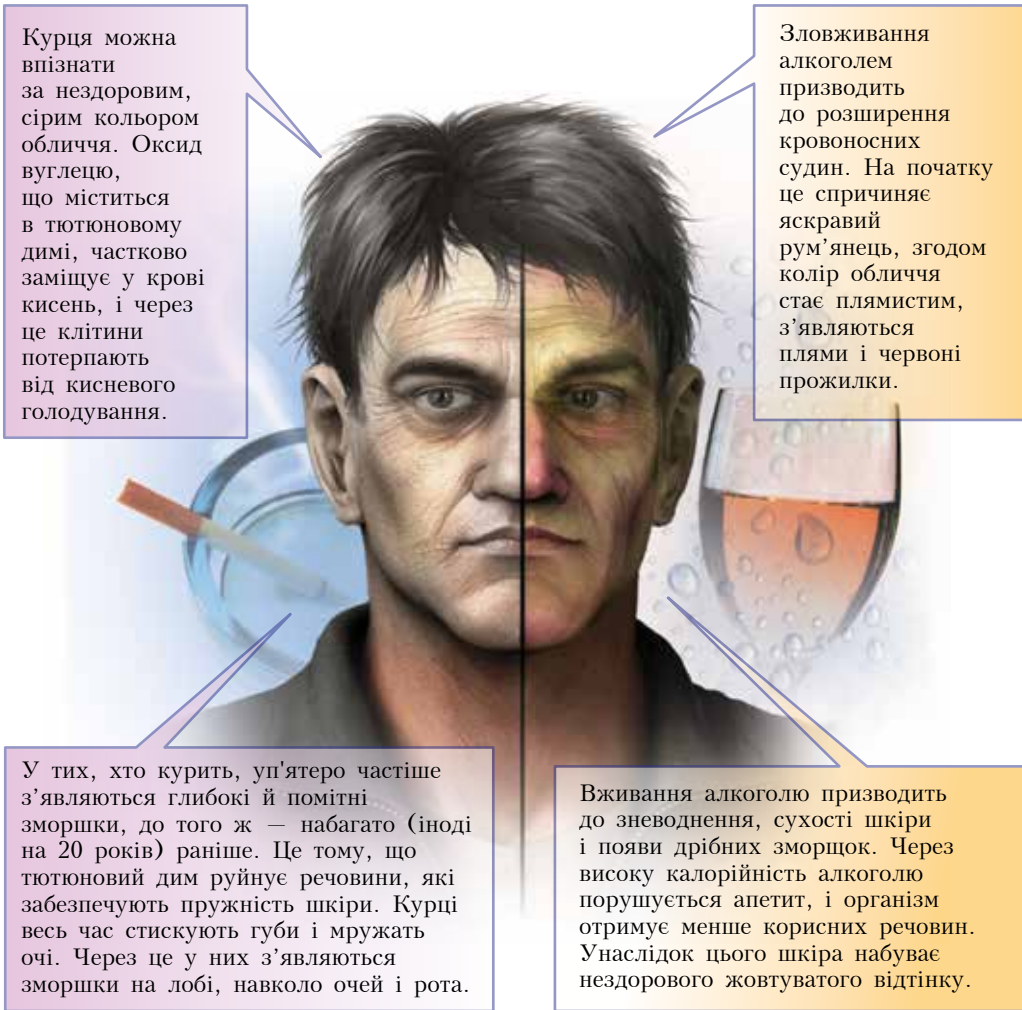 Курця можна
впізнати
за нездоровим,
сірим кольором
обличчя. Оксид
вуглецю,
що міститься
в тютюновому
димі, частково
заміщує у крові
кисень, і через
це клітини
потерпають
від кисневого
голодування.
Зловживання
алкоголем
призводить
до розширення
кровоносних
судин. На початку
це спричиняє
яскравий
рум’янець, згодом
колір обличчя
стає плямистим,
з’являються
плями і червоні
прожилки.
У тих, хто курить, уп'ятеро частіше
з’являються глибокі й помітні
зморшки, до того ж — набагато (іноді
на 20 років) раніше. Це тому, що
тютюновий дим руйнує речовини, які
забезпечують пружність шкіри. Курці
весь час стискують губи і мружать
очі. Через це у них з’являються
зморшки на лобі, навколо очей і рота.
Вживання алкоголю призводить
до зневоднення, сухості шкіри
і появи дрібних зморщок. Через
високу калорійність алкоголю
порушується апетит, і організм
отримує менше корисних речовин.
Унаслідок цього шкіра набуває
нездорового жовтуватого відтінку.